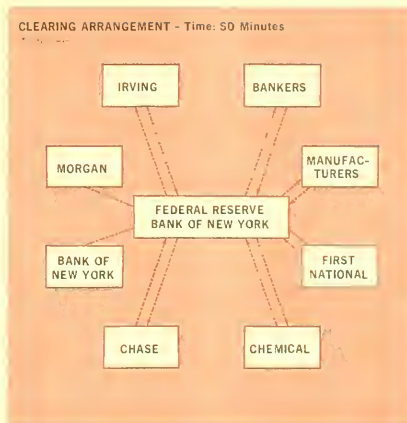 CLEARING ARRANGEMENT - Time: 50 Minutes
IRVING
BANKERS
MORGAN
MANUFAC-
TURERS
FEDERAL RESERVE
BANK OF NEW YORK
BANK OF
NEW YORK
FIRST
NATIONAL
CHASE
CHEMICAL